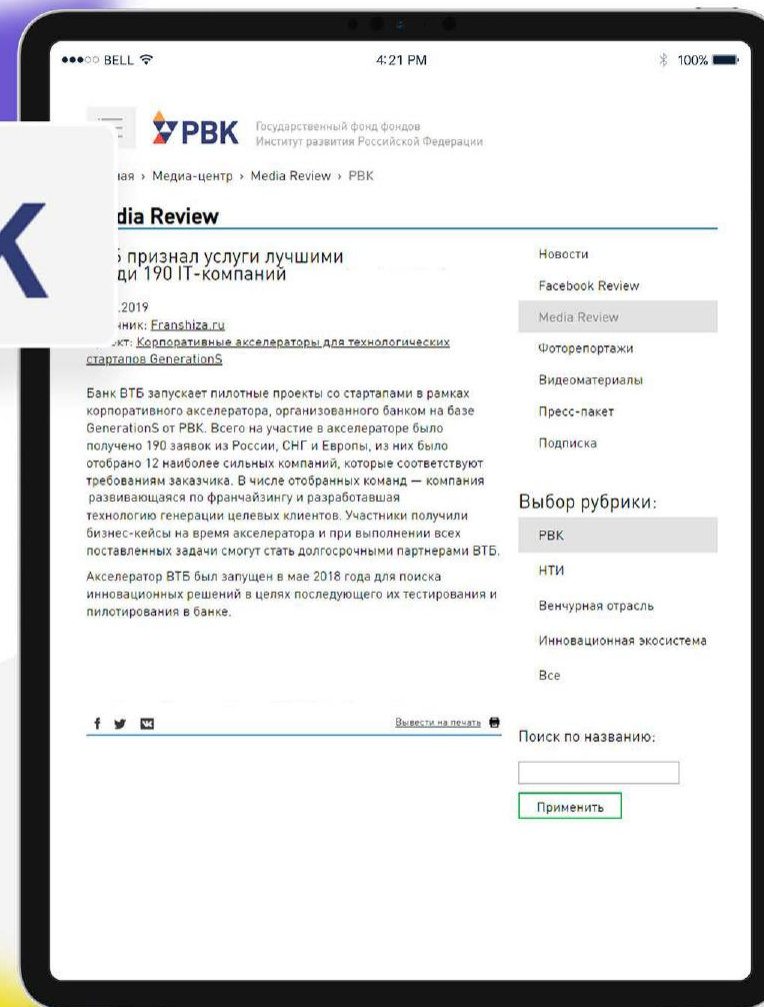 BELL
4:21 PM
100%
РВК
Государственный фонд фондов
Институт развития Российской Федерации
› Медиа-центр › Media Review › РВК
К
Review
признал услуги лучшими
190 IT-компаний
.2019
Franshiza.ru
Корпоративные акселераторы для технологических
стартапов GenerationS
Банк ВТБ запускает пилотные проекты со стартапами в рамках
корпоративного акселератора, организованного банком на базе
GenerationS от РВК. Всего на участие в акселераторе было
получено 190 заявок из России, СНГ и Европы, из них было
отобрано 12 наиболее сильных компаний, которые соответствуют
требованиям заказчика. В числе отобранных команд — компания
развивающаяся по франчайзингу и разработавшая
технологию генерации целевых клиентов. Участники получили
бизнес-кейсы на время акселератора и при выполнении всех
поставленных задачи смогут стать долгосрочными партнерами ВТБ.
Акселератор ВТБ был запущен в мае 2018 года для поиска
инновационных решений в целях последующего их тестирования и
пилотирования в банке.
Вывести на печать
Новости
Facebook Review
Media Review
Фоторепортажи
Видеоматериалы
Пресс-пакет
Подписка
Выбор рубрики:
РВК
НТИ
Венчурная отрасль
Инновационная экосистема
Все
Поиск по названию:
Применить